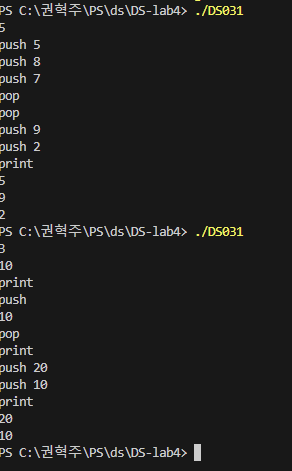 PS C:\권혁주\PS\ds\DS-lab4> ./DS031
5
push 5
push 8
push 7
pop
pop
push 9
push 2
print
5
9
2
PS C:\권혁주\PS\ds\DS-lab4> ./DS031
3
10
print
push
10
pop
print
push 20
push 10
print
20
10
PS C:\권혁주\PS\ds\DS-lab4>